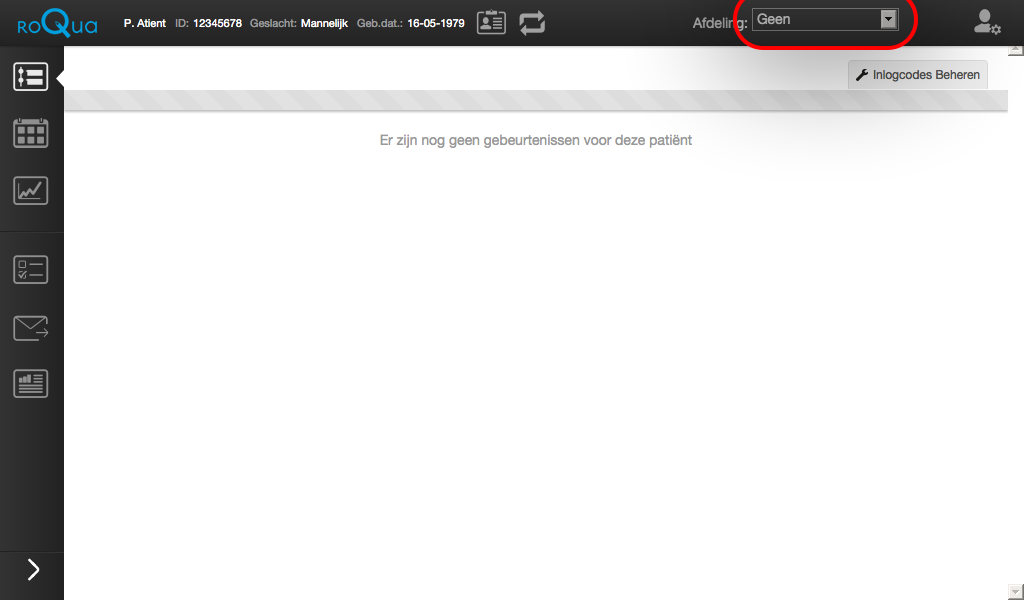 roQua P. Atient ID: 12345678 Geslacht: Mannelijk Geb.dat.: 16-05-1979 Afdeling: Geen
Inlogcodes Beheren
Er zijn nog geen gebeurtenissen voor deze patiënt